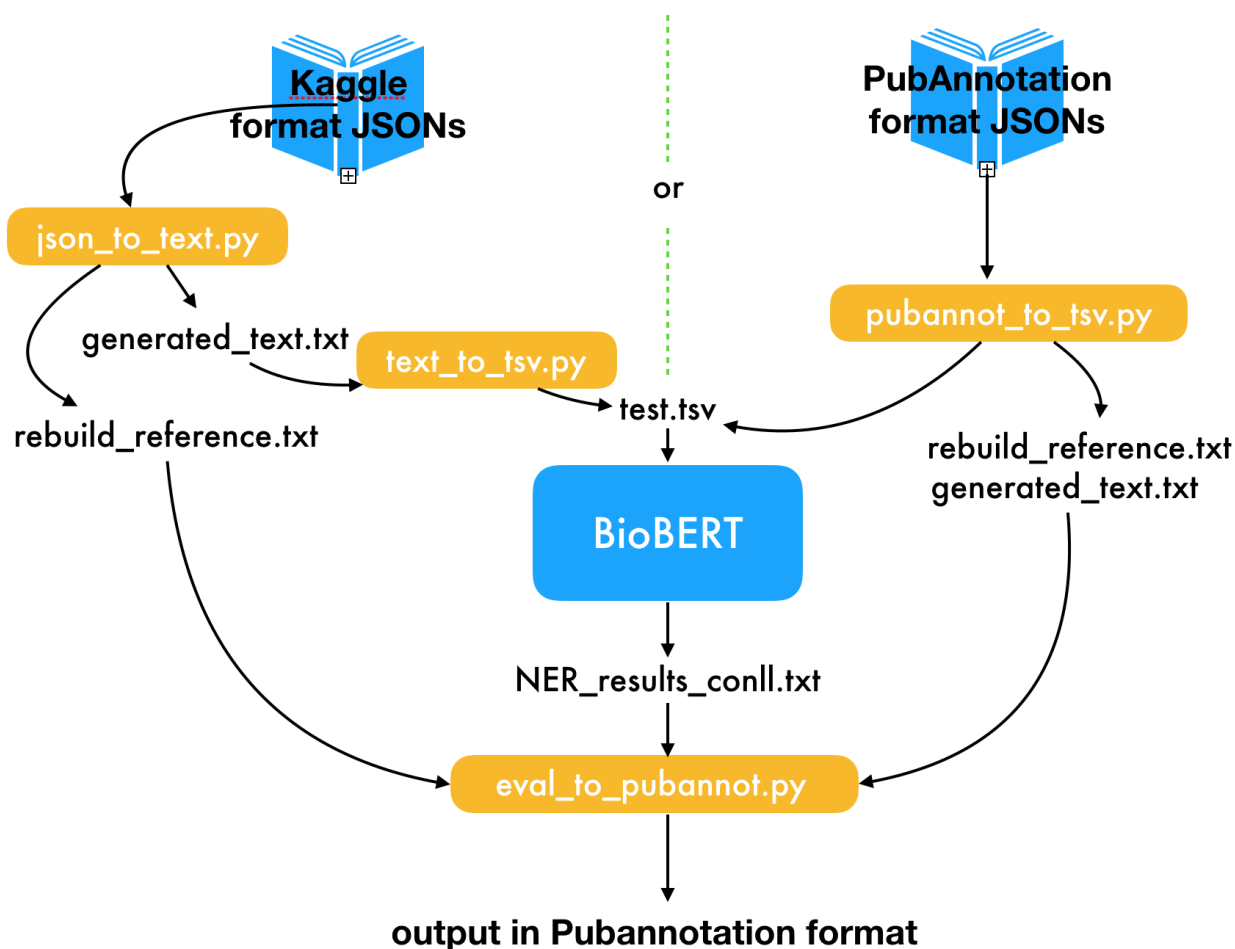 Kaggle
format JSONs
PubAnnotation
format JSONs
or
json_to_text.py
pubannot_to_tsv.py
generated_text.txt
text_to_tsv.py
test.tsv
rebuild_reference.txt
rebuild_reference.txt
generated_text.txt
BioBERT
NER_results_conll.txt
eval_to_pubannot.py
output in Pubannotation format